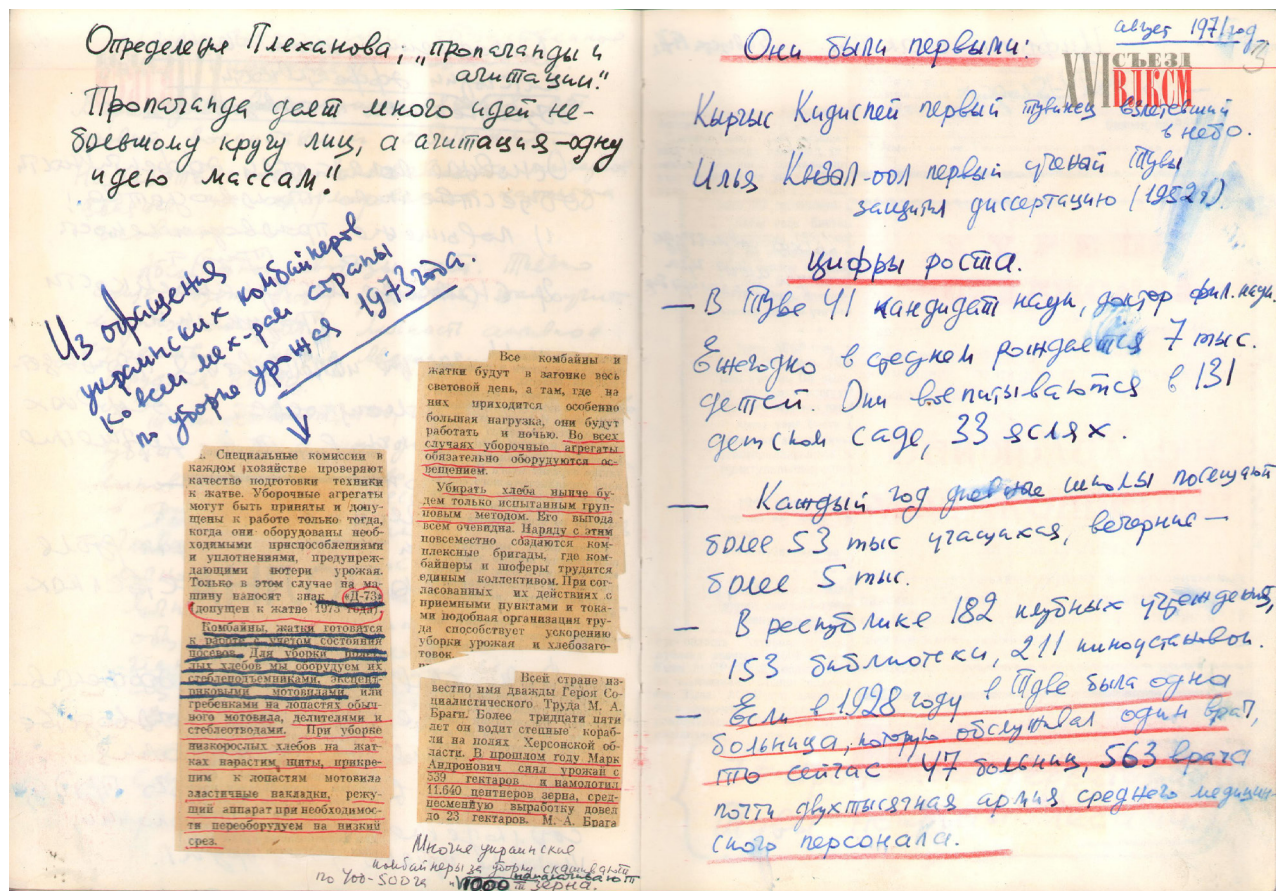 Определения Плеханова, „пропаганды и
агитации".
Пропаганда дает много идей не-
большому кругу лиц, а агитация – одну
идею массам"!
Из обращения
украинских комбайнеров
ко всем мех-рам страны
по уборке урожая 1973 года.
. Специальные комиссии в
каждом хозяйстве проверяют
качество подготовки техники
к жатве. Уборочные агрегаты
могут быть приняты и допу-
щены к работе только тогда,
когда они оборудованы необ-
ходимыми приспособлениями
и уплотнениями, предупреж-
дающими потери урожая.
Только в этом случае на ма-
шину наносят знак «Д-73»
(допущен к жатве 1973 года).
Комбайны, жатки готовятся
к работе с учетом состояния
посевов. Для уборки полег-
лых хлебов мы оборудуем их
стеблеподъемниками, эксцент-
риковыми мотовилами или
гребенками на лопастях обыч-
ного мотовила, делителями и
стеблеотводами. При уборке
низкорослых хлебов на жат-
ках нарастим щиты, прикре-
пим к лопастям мотовила
эластичные накладки, режу-
щий аппарат при необходимос-
ти переоборудуем на низкий
срез.
Все комбайны и
жатки будут в загонке весь
световой день, а там, где на
них приходится особенно
большая нагрузка, они будут
работать и ночью. Во всех
случаях уборочные агрегаты
обязательно оборудуются ос-
вещением.
Убирать хлеба нынче бу-
дем только испытанным груп-
повым методом. Его выгода
всем очевидна. Наряду с этим
повсеместно создаются ком-
плексные бригады, где ком-
байнеры и шоферы трудятся
единым коллективом. При сог-
ласованных их действиях с
приемными пунктами и тока-
ми подобная организация тру-
да способствует ускорению
уборки урожая и хлебозаго-
товок.
Всей стране из-
вестно имя дважды Героя Со-
циалистического Труда М. А.
Брага. Более тридцати пяти
лет он водит степные кораб-
ли на полях Херсонской об-
ласти. В прошлом году Марк
Андронович снял урожай с
539 гектаров и намолотил
11.640 центнеров зерна, сред-
несменную выработку довел
до 23 гектаров. М. А. Брага
Многие украинские
комбайнеры за уборку скашивают
по 400-500га намолачивают
1000 т зерна.
август 1971 год
XVI СЪЕЗД
ВЛКСМ
Они были первыми:
Кыргыс Кидиспей первый тувинец взлетевший
в небо.
Илья Кызал-оол первый ученый Тувы
защитил диссертацию (1952 г).
Цифры роста.
— В Туве 41 кандидат наук, доктор фил. наук.
Ежегодно в среднем рождается 7 тыс.
детей. Они воспитываются в 131
детском саде, 33 яслях.
— Каждый год дневные школы посещают
более 53 тыс учащихся, вечерние —
более 5 тыс.
— В республике 182 клубных учреждения,
153 библиотеки, 211 киноустановок.
— Если в 1928 году в Туве была одна
больница, которую обслуживал один врач,
то сейчас 47 больниц, 563 врача
почти двухтысячная армия среднего медицин-
ского персонала.